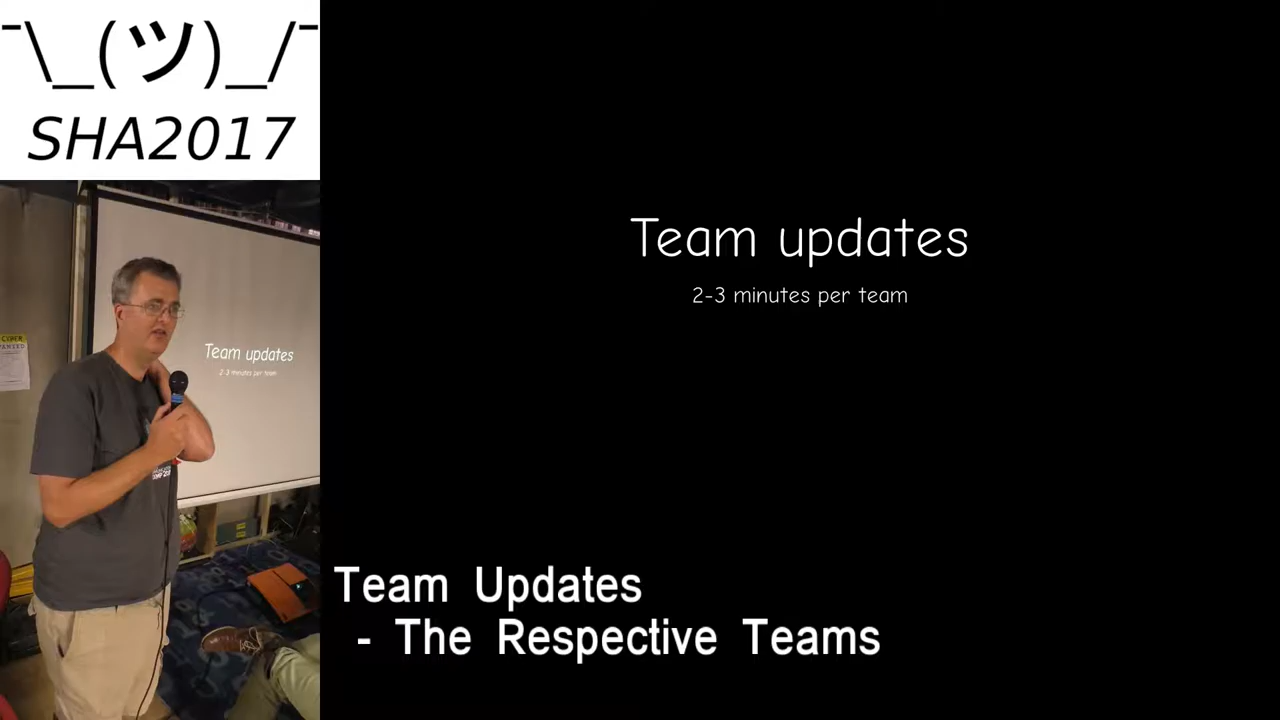 ¯\_(ツ)_/¯
SHA2017
Team updates
2-3 minutes per team
CYBER
Team updates
2-3 minutes per team
Team Updates
- The Respective Teams